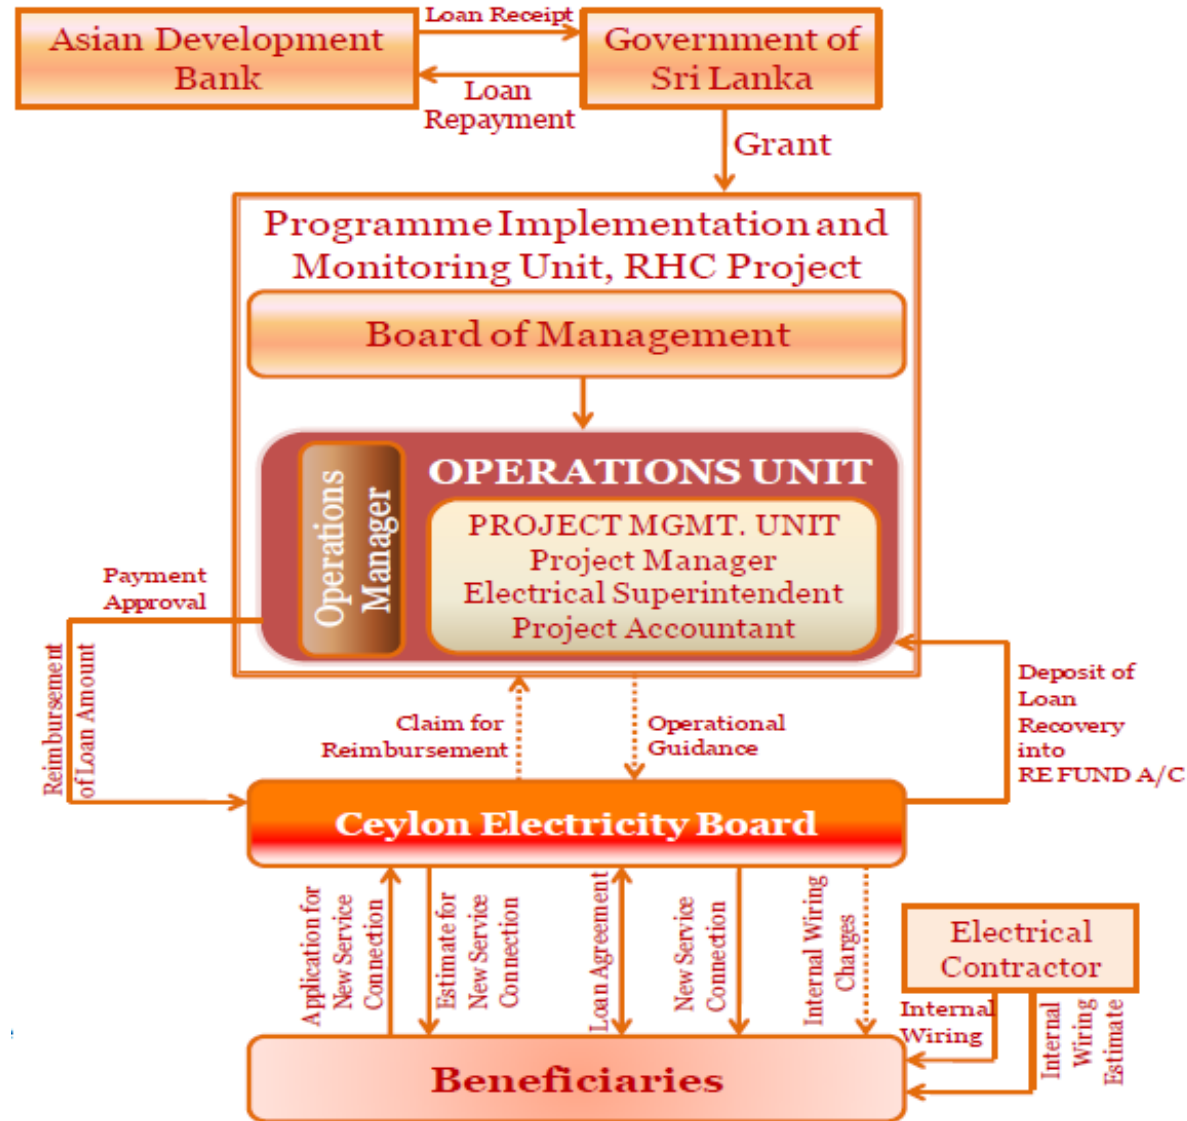 Asian Development
Bank
Loan Receipt
Loan
Repayment
Government of
Sri Lanka
Grant
Programme Implementation and
Monitoring Unit, RHC Project
Board of Management
Operations
Manager
OPERATIONS UNIT
PROJECT MGMT. UNIT
Project Manager
Electrical Superintendent
Project Accountant
Payment
Approval
Reimbursement
of Loan Amount
Claim for
Reimbursement
Operational
Guidance
Deposit of
Loan
Recovery
into
RE FUND A/C
Ceylon Electricity Board
Application for
New Service
Connection
Estimate for
New Service
Connection
Loan Agreement
New Service
Connection
Internal Wiring
Charges
Electrical
Contractor
Internal
Wiring
Internal
Wiring
Estimate
Beneficiaries